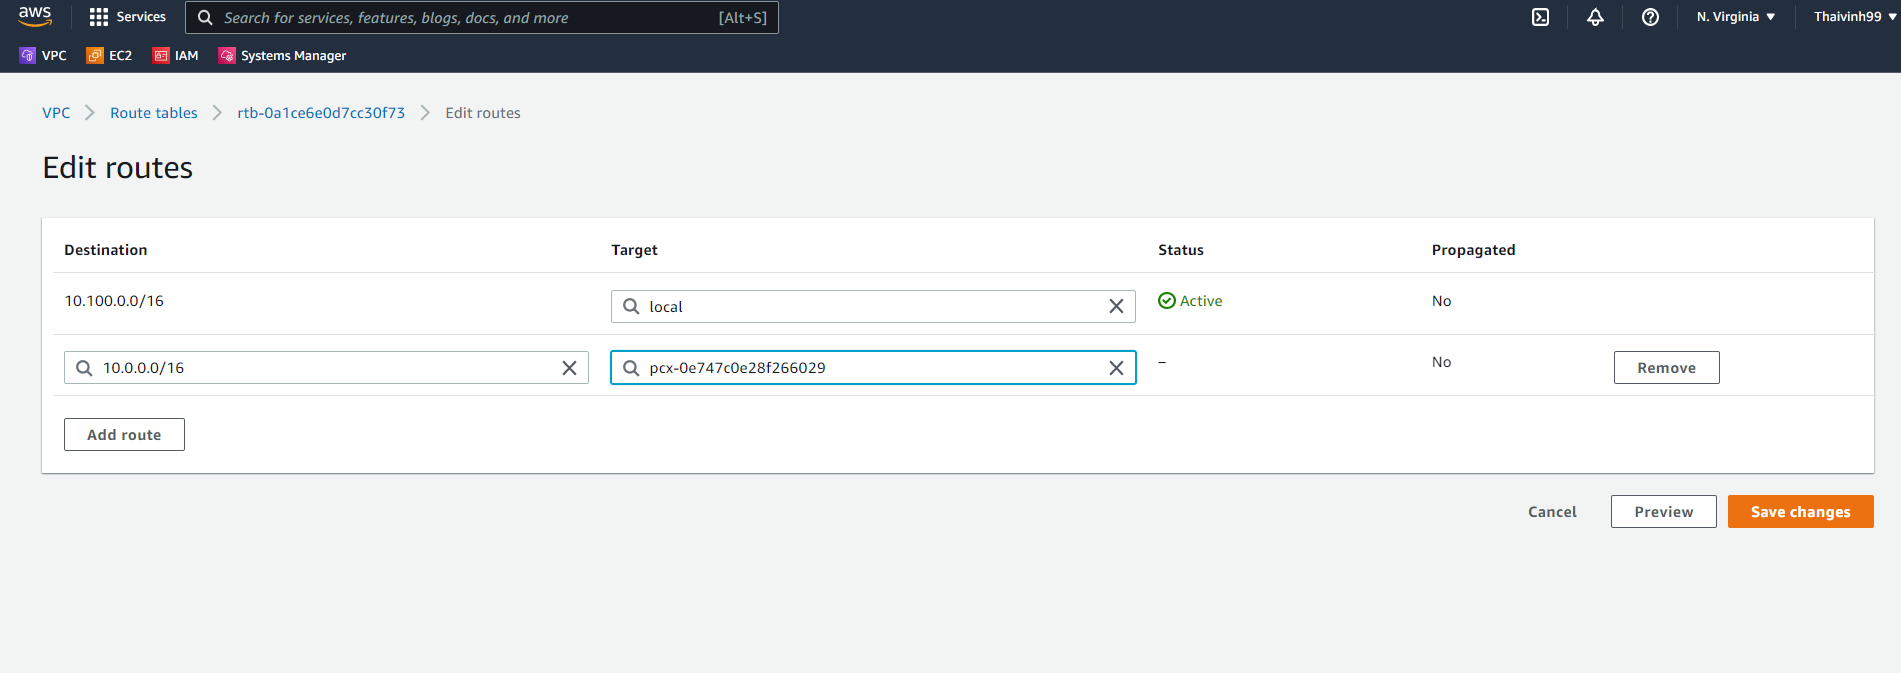 aws Services Search for services, features, blogs, docs, and more [Alt+S] N. Virginia Thaivinh99
VPC EC2 IAM Systems Manager
VPC Route tables rtb-0a1ce6e0d7cc30f73 Edit routes
Edit routes
Destination Target Status Propagated
10.100.0.0/16 local Active No
10.0.0.0/16 pcx-0e747c0e28f266029 – No Remove
Add route
Cancel Preview Save changes